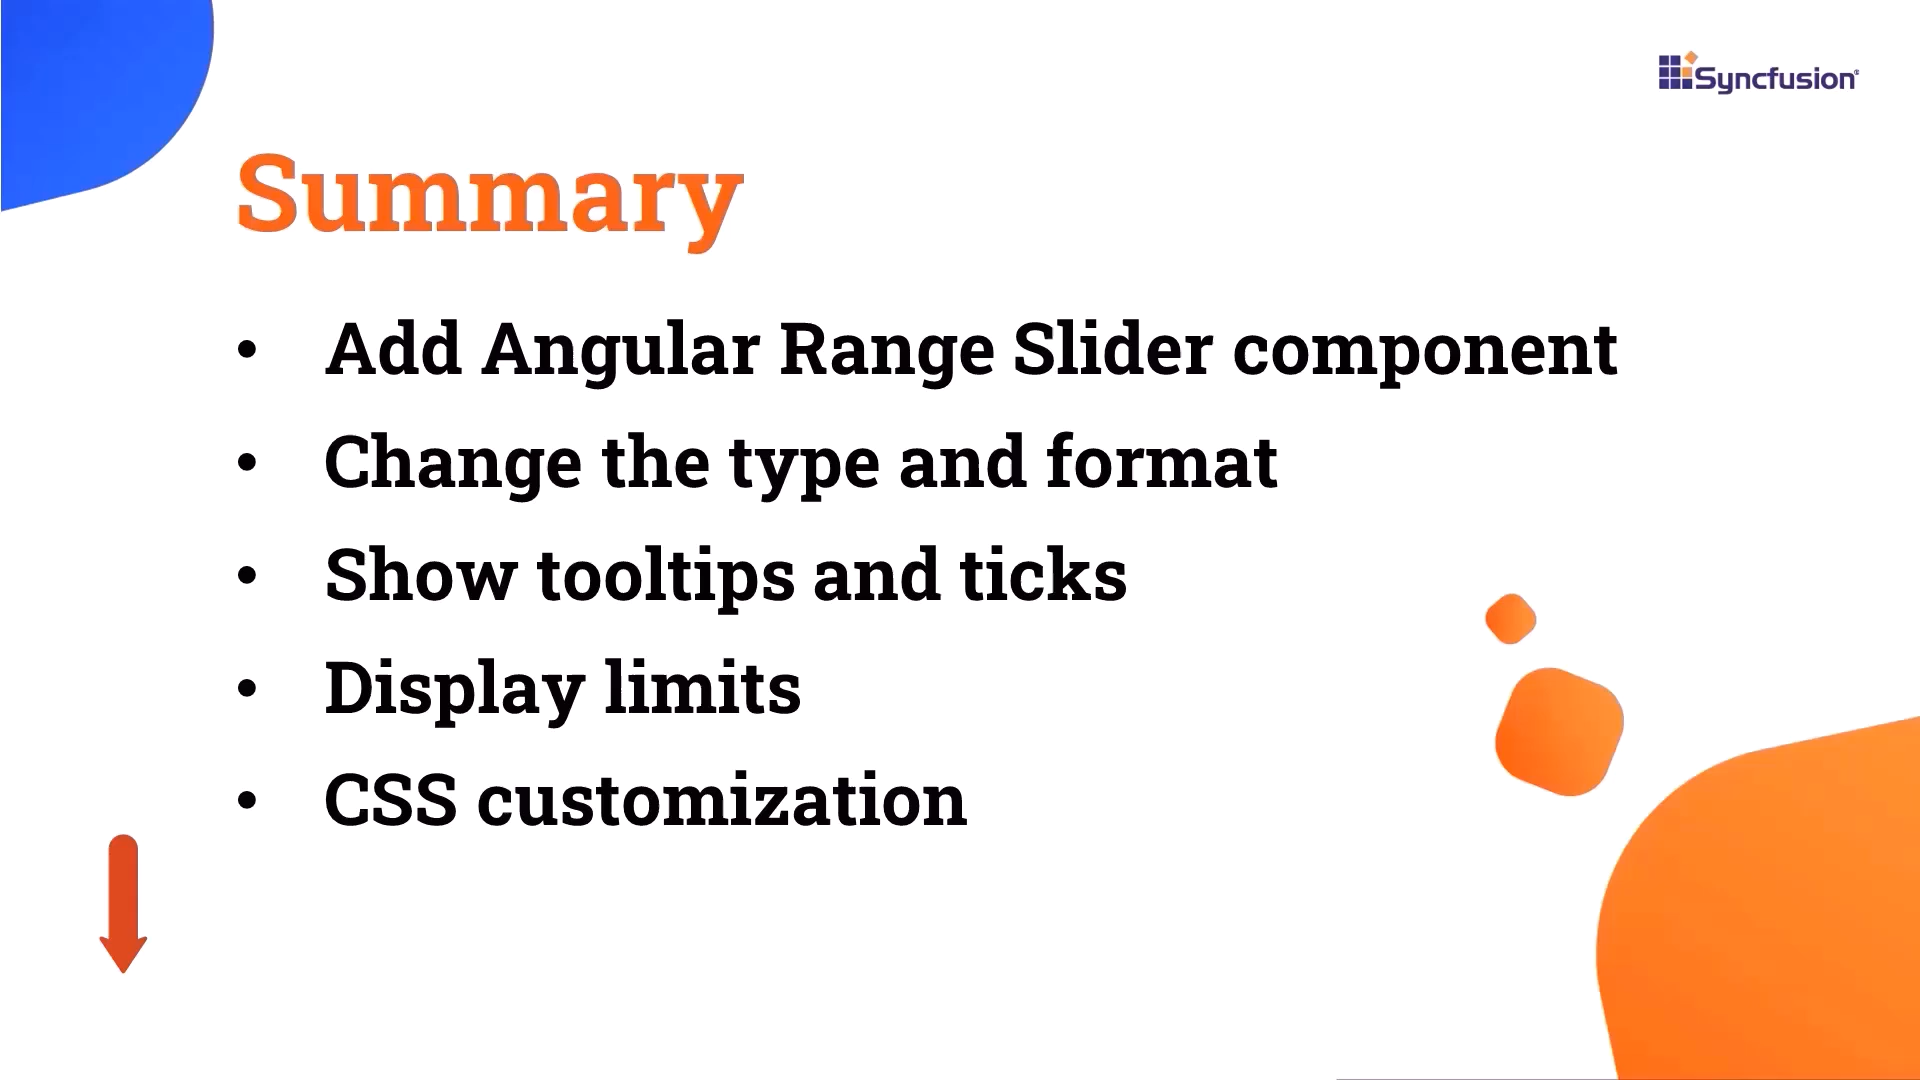 Syncfusion®
Summary
• Add Angular Range Slider component
• Change the type and format
• Show tooltips and ticks
• Display limits
• CSS customization